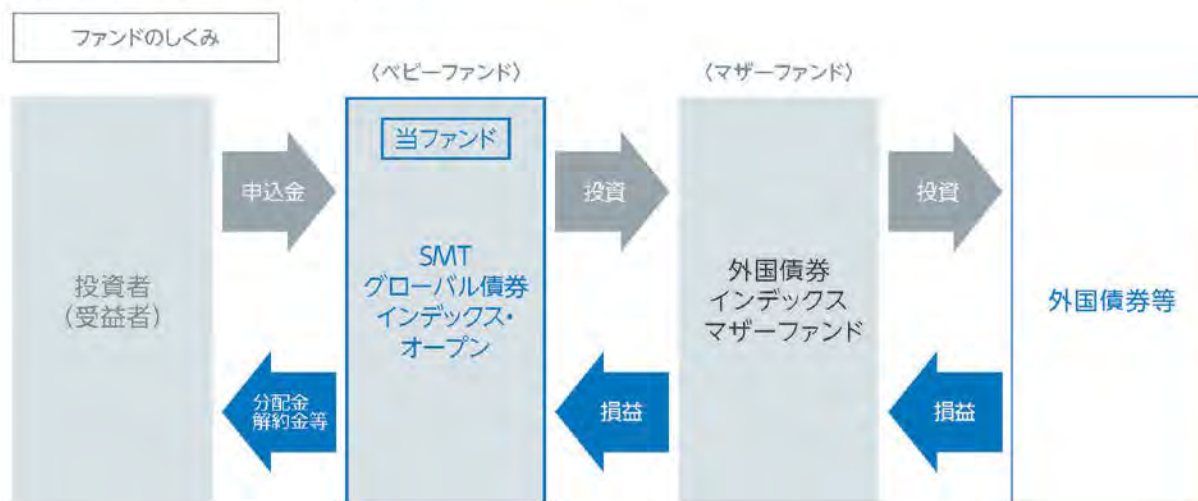 ファンドのしくみ
〈ベビーファンド〉
〈マザーファンド〉
投資者
(受益者)
申込金
分配金
解約金等
当ファンド
SMT
グローバル債券
インデックス・
オープン
投資
損益
外国債券
インデックス
マザーファンド
投資
損益
外国債券等